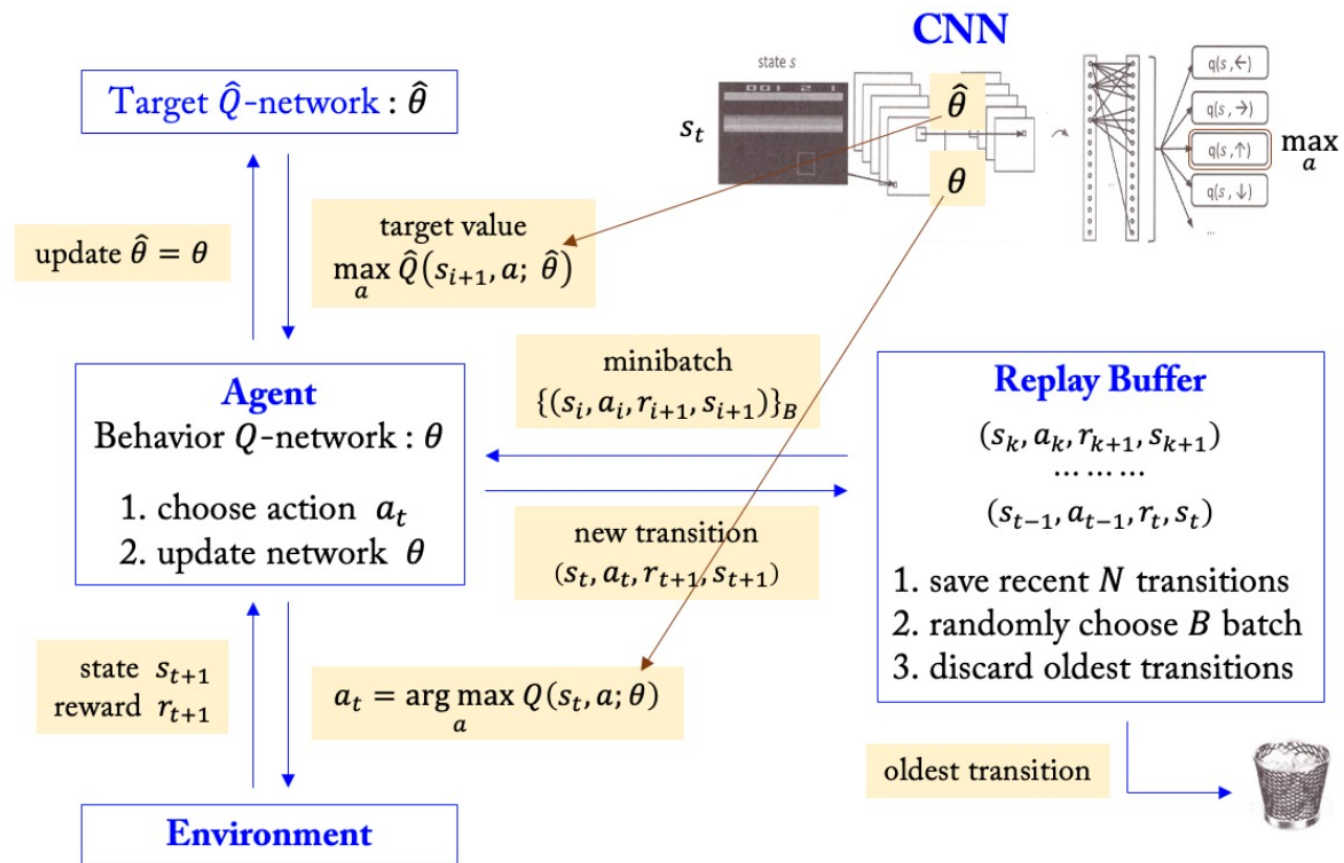 CNN
state s
Target Q̂-network : θ̂
s_t
001 2 1
θ̂
θ
q(s, ←)
q(s, →)
q(s, ↑)
q(s, ↓)
...
max
a
update θ̂ = θ
target value
max Q̂(s_{i+1}, a; θ̂)
a
Agent
Behavior Q-network : θ
1. choose action a_t
2. update network θ
minibatch
{(s_i, a_i, r_{i+1}, s_{i+1})}_B
new transition
(s_t, a_t, r_{t+1}, s_{t+1})
Replay Buffer
(s_k, a_k, r_{k+1}, s_{k+1})
... ... ...
(s_{t-1}, a_{t-1}, r_t, s_t)
1. save recent N transitions
2. randomly choose B batch
3. discard oldest transitions
state s_{t+1}
reward r_{t+1}
a_t = arg max Q(s_t, a; θ)
a
oldest transition
Environment